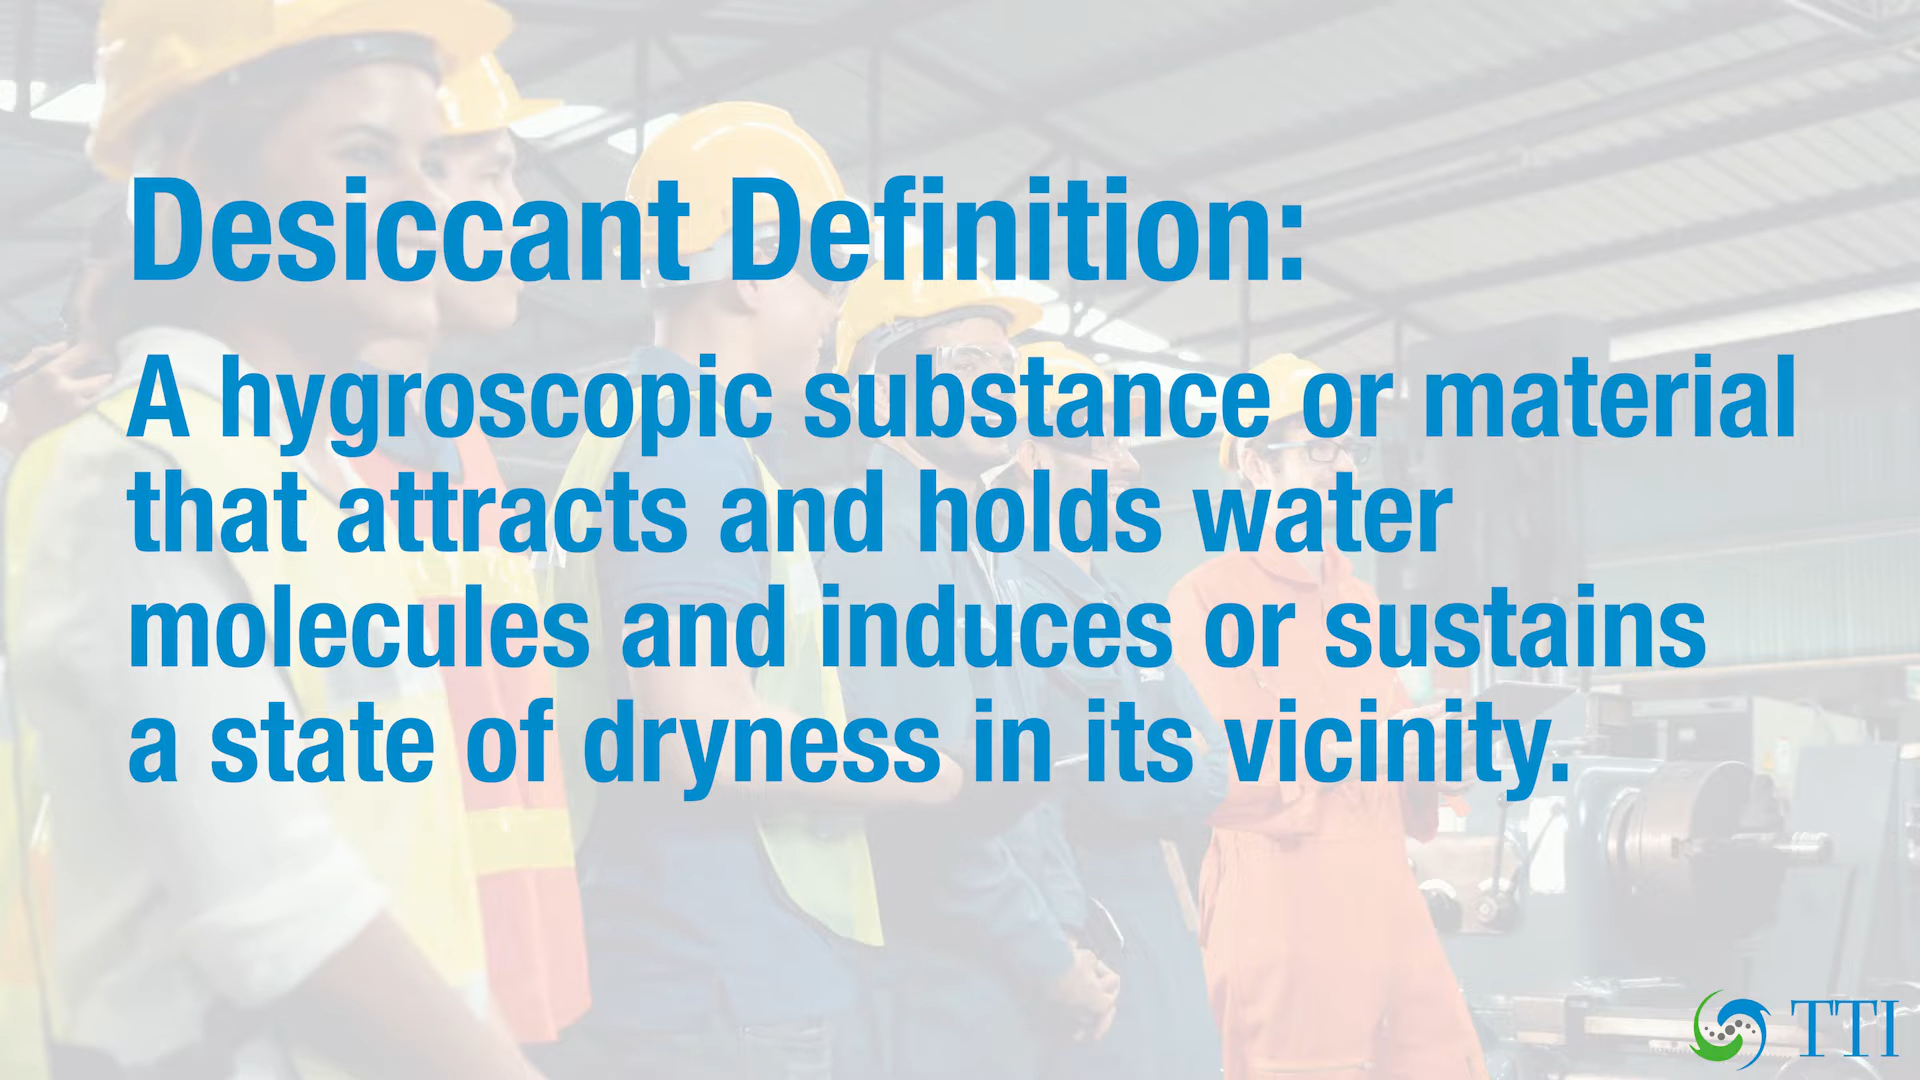 Desiccant Definition:
A hygroscopic substance or material
that attracts and holds water
molecules and induces or sustains
a state of dryness in its vicinity.
TTI